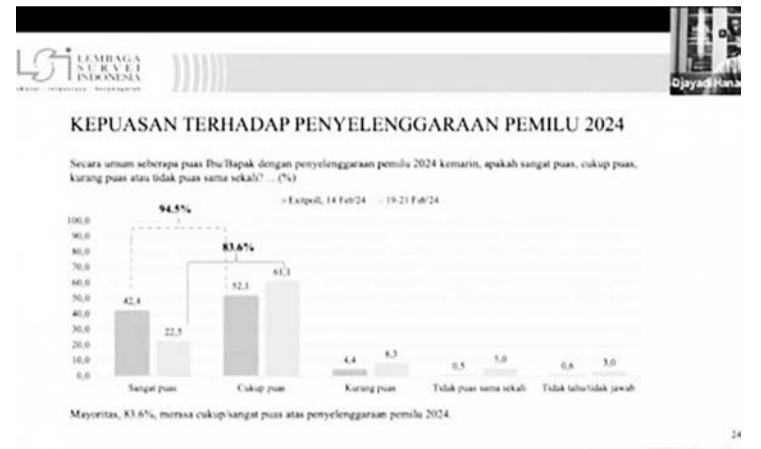 LSI LEMBAGA
SURVEI
INDONESIA
Djayadi Hana
KEPUASAN TERHADAP PENYELENGGARAAN PEMILU 2024
Secara umum seberapa puas Ibu/Bapak dengan penyelenggaraan pemilu 2024 kemarin, apakah sangat puas, cukup puas,
kurang puas atau tidak puas sama sekali? ... (%)
Exitpoll, 14 Feb'24 19-21 Feb'24
94.5%
83.6%
100,0
90,0
80,0
70,0
60,0
50,0
40,0
30,0
20,0
10,0
0,0
42,4
22,5
52,1
61,1
4,4
8,3
0,5
5,0
0,6
3,0
Sangat puas Cukup puas Kurang puas Tidak puas sama sekali Tidak tahu/tidak jawab
Mayoritas, 83.6%, merasa cukup/sangat puas atas penyelenggaraan pemilu 2024.
24